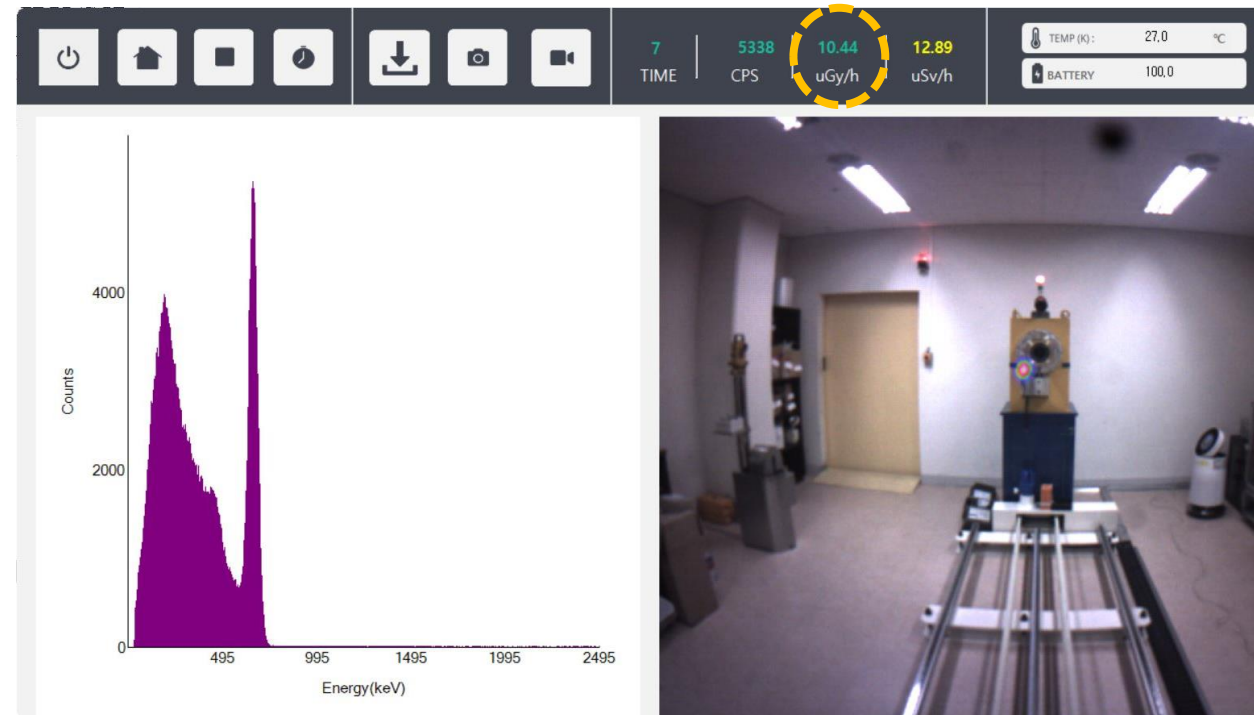 7
TIME
5338
CPS
10.44
uGy/h
12.89
uSv/h
TEMP (K) : 27,0 ℃
BATTERY 100,0
4000
2000
0
Counts
495 995 1495 1995 2495
Energy(keV)